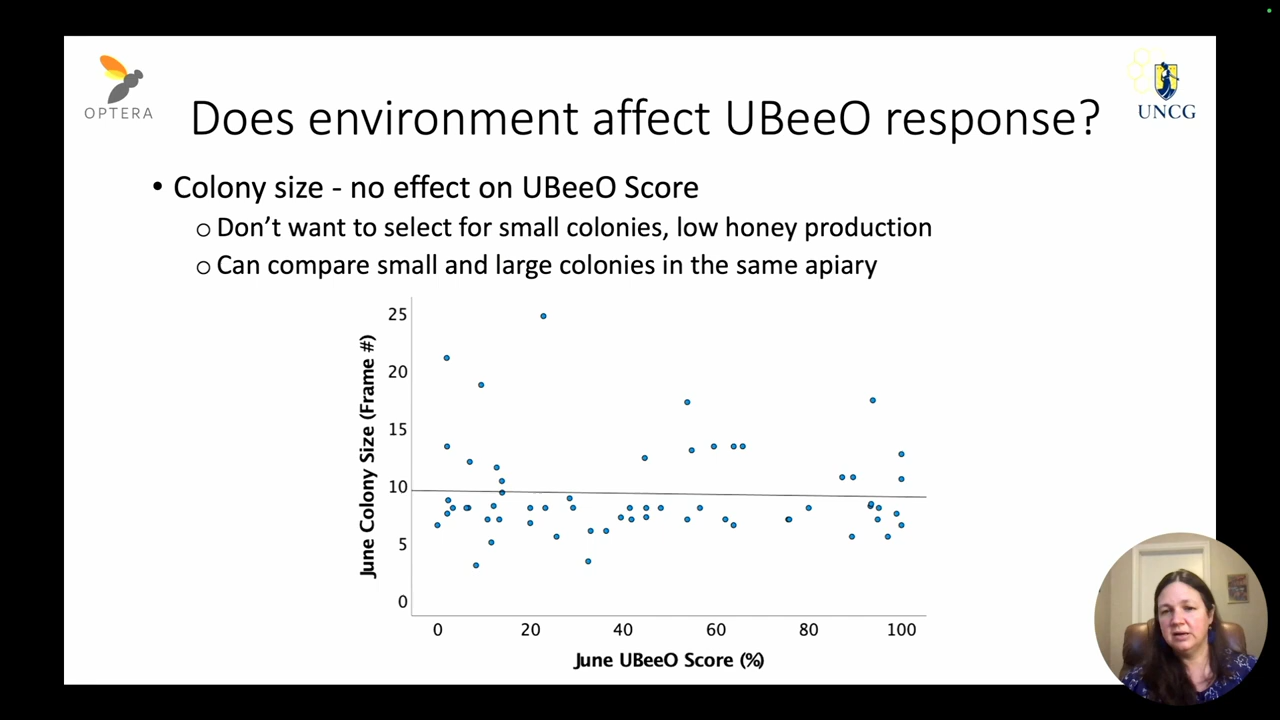 OPTERA
UNCG
Does environment affect UBeeO response?
• Colony size - no effect on UBeeO Score
o Don’t want to select for small colonies, low honey production
o Can compare small and large colonies in the same apiary
June Colony Size (Frame #)
25
20
15
10
5
0
0 20 40 60 80 100
June UBeeO Score (%)